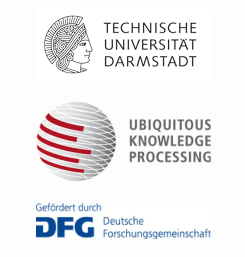 TECHNISCHE
UNIVERSITÄT
DARMSTADT
UBIQUITOUS
KNOWLEDGE
PROCESSING
Gefördert durch
DFG Deutsche
Forschungsgemeinschaft